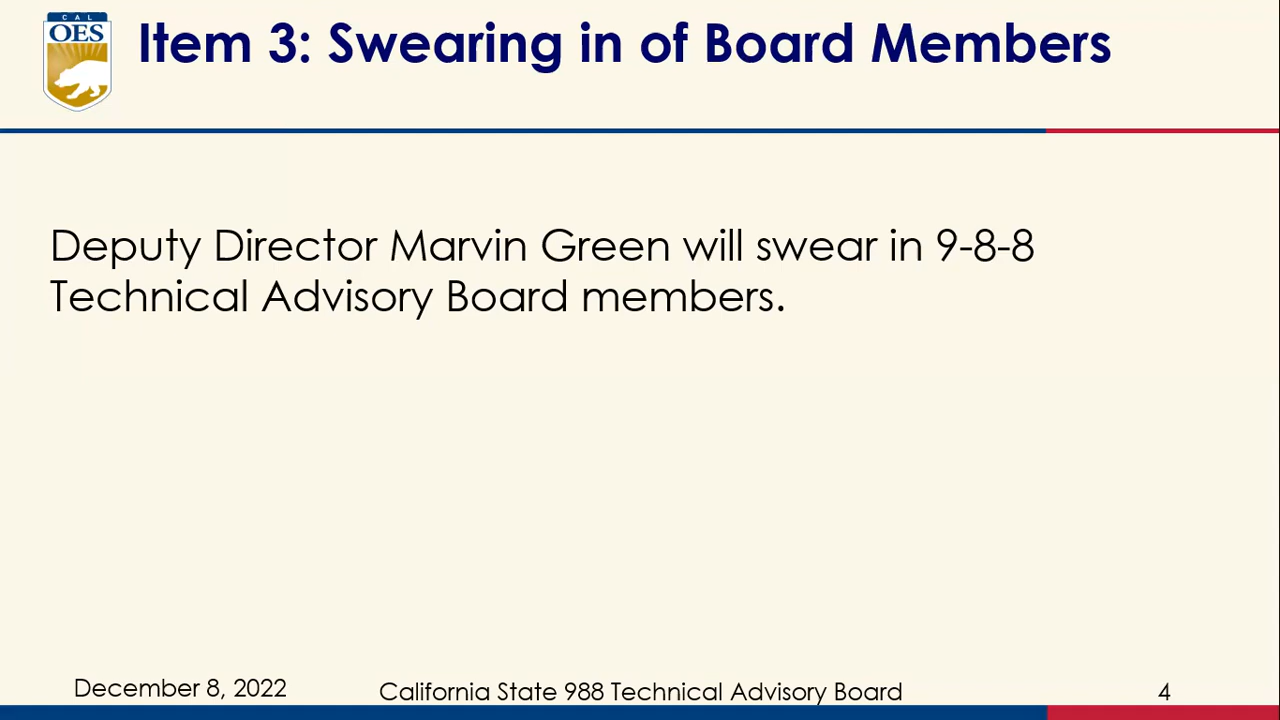 CAL
OES
Item 3: Swearing in of Board Members
Deputy Director Marvin Green will swear in 9-8-8
Technical Advisory Board members.
December 8, 2022
California State 988 Technical Advisory Board
4